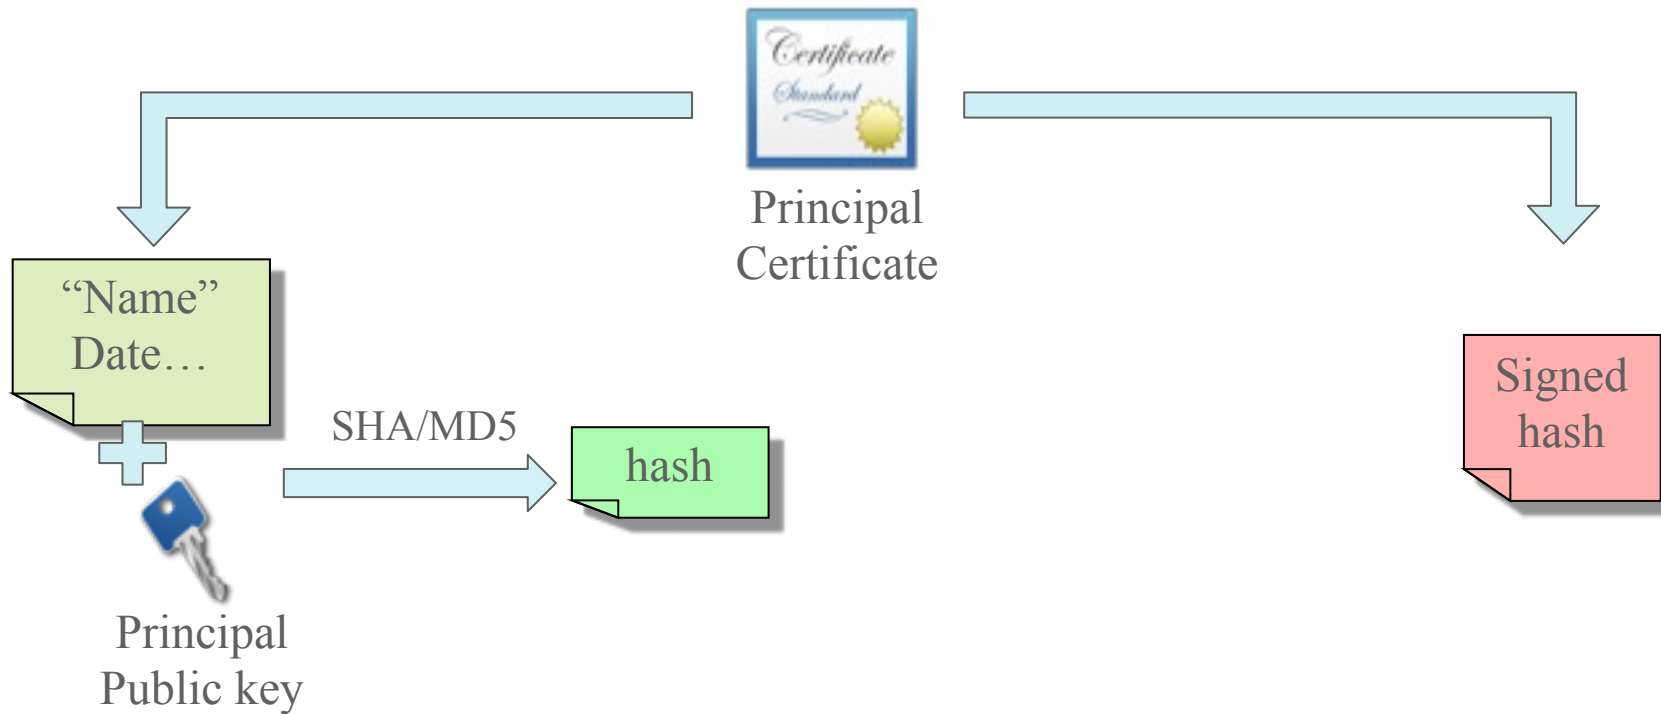 Certificate
Standard
Principal
Certificate
“Name”
Date…
SHA/MD5
hash
Signed
hash
Principal
Public key